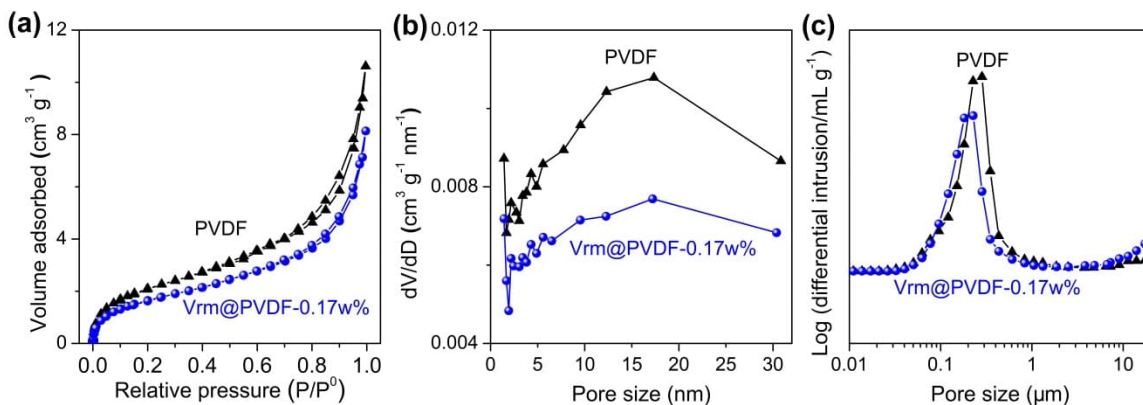 (a)
12
8
4
0
Volume adsorbed (cm³ g⁻¹)
PVDF
Vrm@PVDF-0.17w%
0.0 0.2 0.4 0.6 0.8 1.0
Relative pressure (P/P⁰)
(b)
0.012
0.008
0.004
dV/dD (cm³ g⁻¹ nm⁻¹)
PVDF
Vrm@PVDF-0.17w%
0 5 10 15 20 25 30
Pore size (nm)
(c)
Log (differential intrusion/mL g⁻¹)
PVDF
Vrm@PVDF-0.17w%
0.01 0.1 1 10
Pore size (μm)